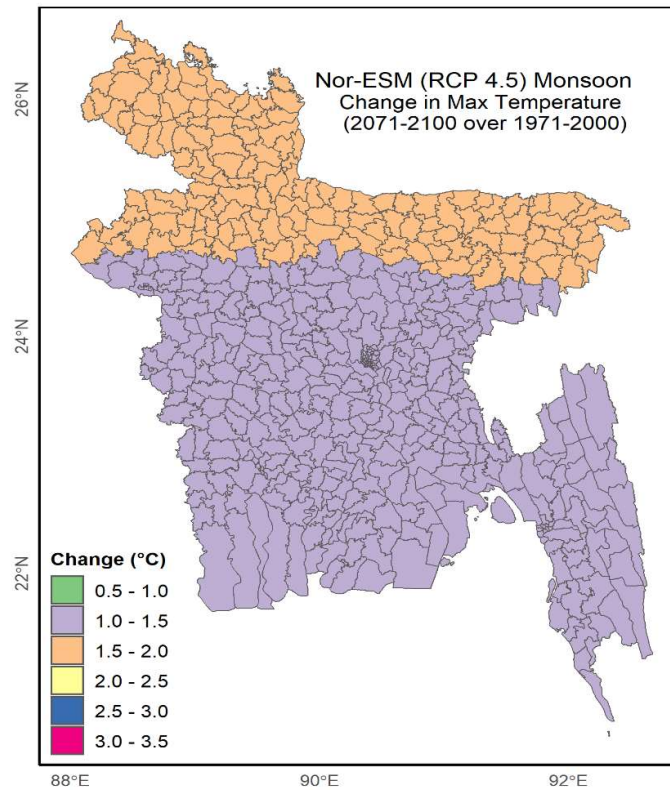 Nor-ESM (RCP 4.5) Monsoon
Change in Max Temperature
(2071-2100 over 1971-2000)
26°N
24°N
22°N
Change (°C)
0.5 - 1.0
1.0 - 1.5
1.5 - 2.0
2.0 - 2.5
2.5 - 3.0
3.0 - 3.5
88°E
90°E
92°E